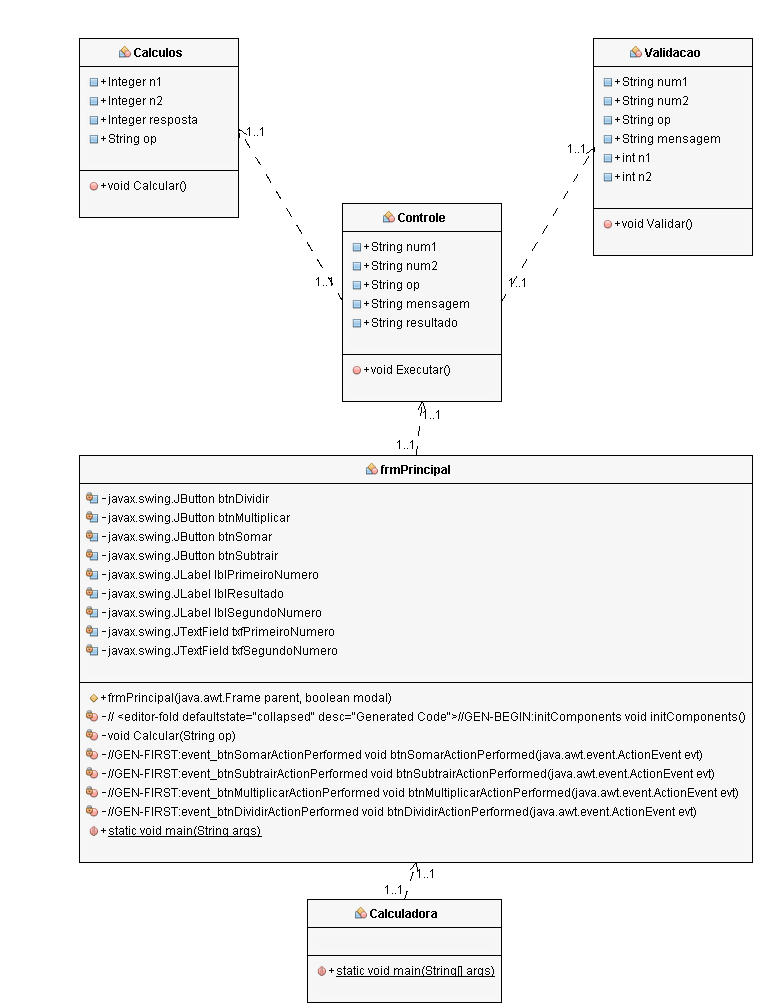 Calculos
+Integer n1
+Integer n2
+Integer resposta
+String op
+void Calcular()
1..1
Validacao
+String num1
+String num2
+String op
+String mensagem
+int n1
+int n2
+void Validar()
1..1
Controle
+String num1
+String num2
+String op
+String mensagem
+String resultado
+void Executar()
1..1
1..1
1..1
1..1
frmPrincipal
-javax.swing.JButton btnDividir
-javax.swing.JButton btnMultiplicar
-javax.swing.JButton btnSomar
-javax.swing.JButton btnSubtrair
-javax.swing.JLabel lblPrimeiroNumero
-javax.swing.JLabel lblResultado
-javax.swing.JLabel lblSegundoNumero
-javax.swing.JTextField txfPrimeiroNumero
-javax.swing.JTextField txfSegundoNumero
+frmPrincipal(java.awt.Frame parent, boolean modal)
-// <editor-fold defaultstate="collapsed" desc="Generated Code">//GEN-BEGIN:initComponents void initComponents()
-void Calcular(String op)
-//GEN-FIRST:event_btnSomarActionPerformed void btnSomarActionPerformed(java.awt.event.ActionEvent evt)
-//GEN-FIRST:event_btnSubtrairActionPerformed void btnSubtrairActionPerformed(java.awt.event.ActionEvent evt)
-//GEN-FIRST:event_btnMultiplicarActionPerformed void btnMultiplicarActionPerformed(java.awt.event.ActionEvent evt)
-//GEN-FIRST:event_btnDividirActionPerformed void btnDividirActionPerformed(java.awt.event.ActionEvent evt)
+static void main(String args)
1..1
1..1
Calculadora
+static void main(String[] args)